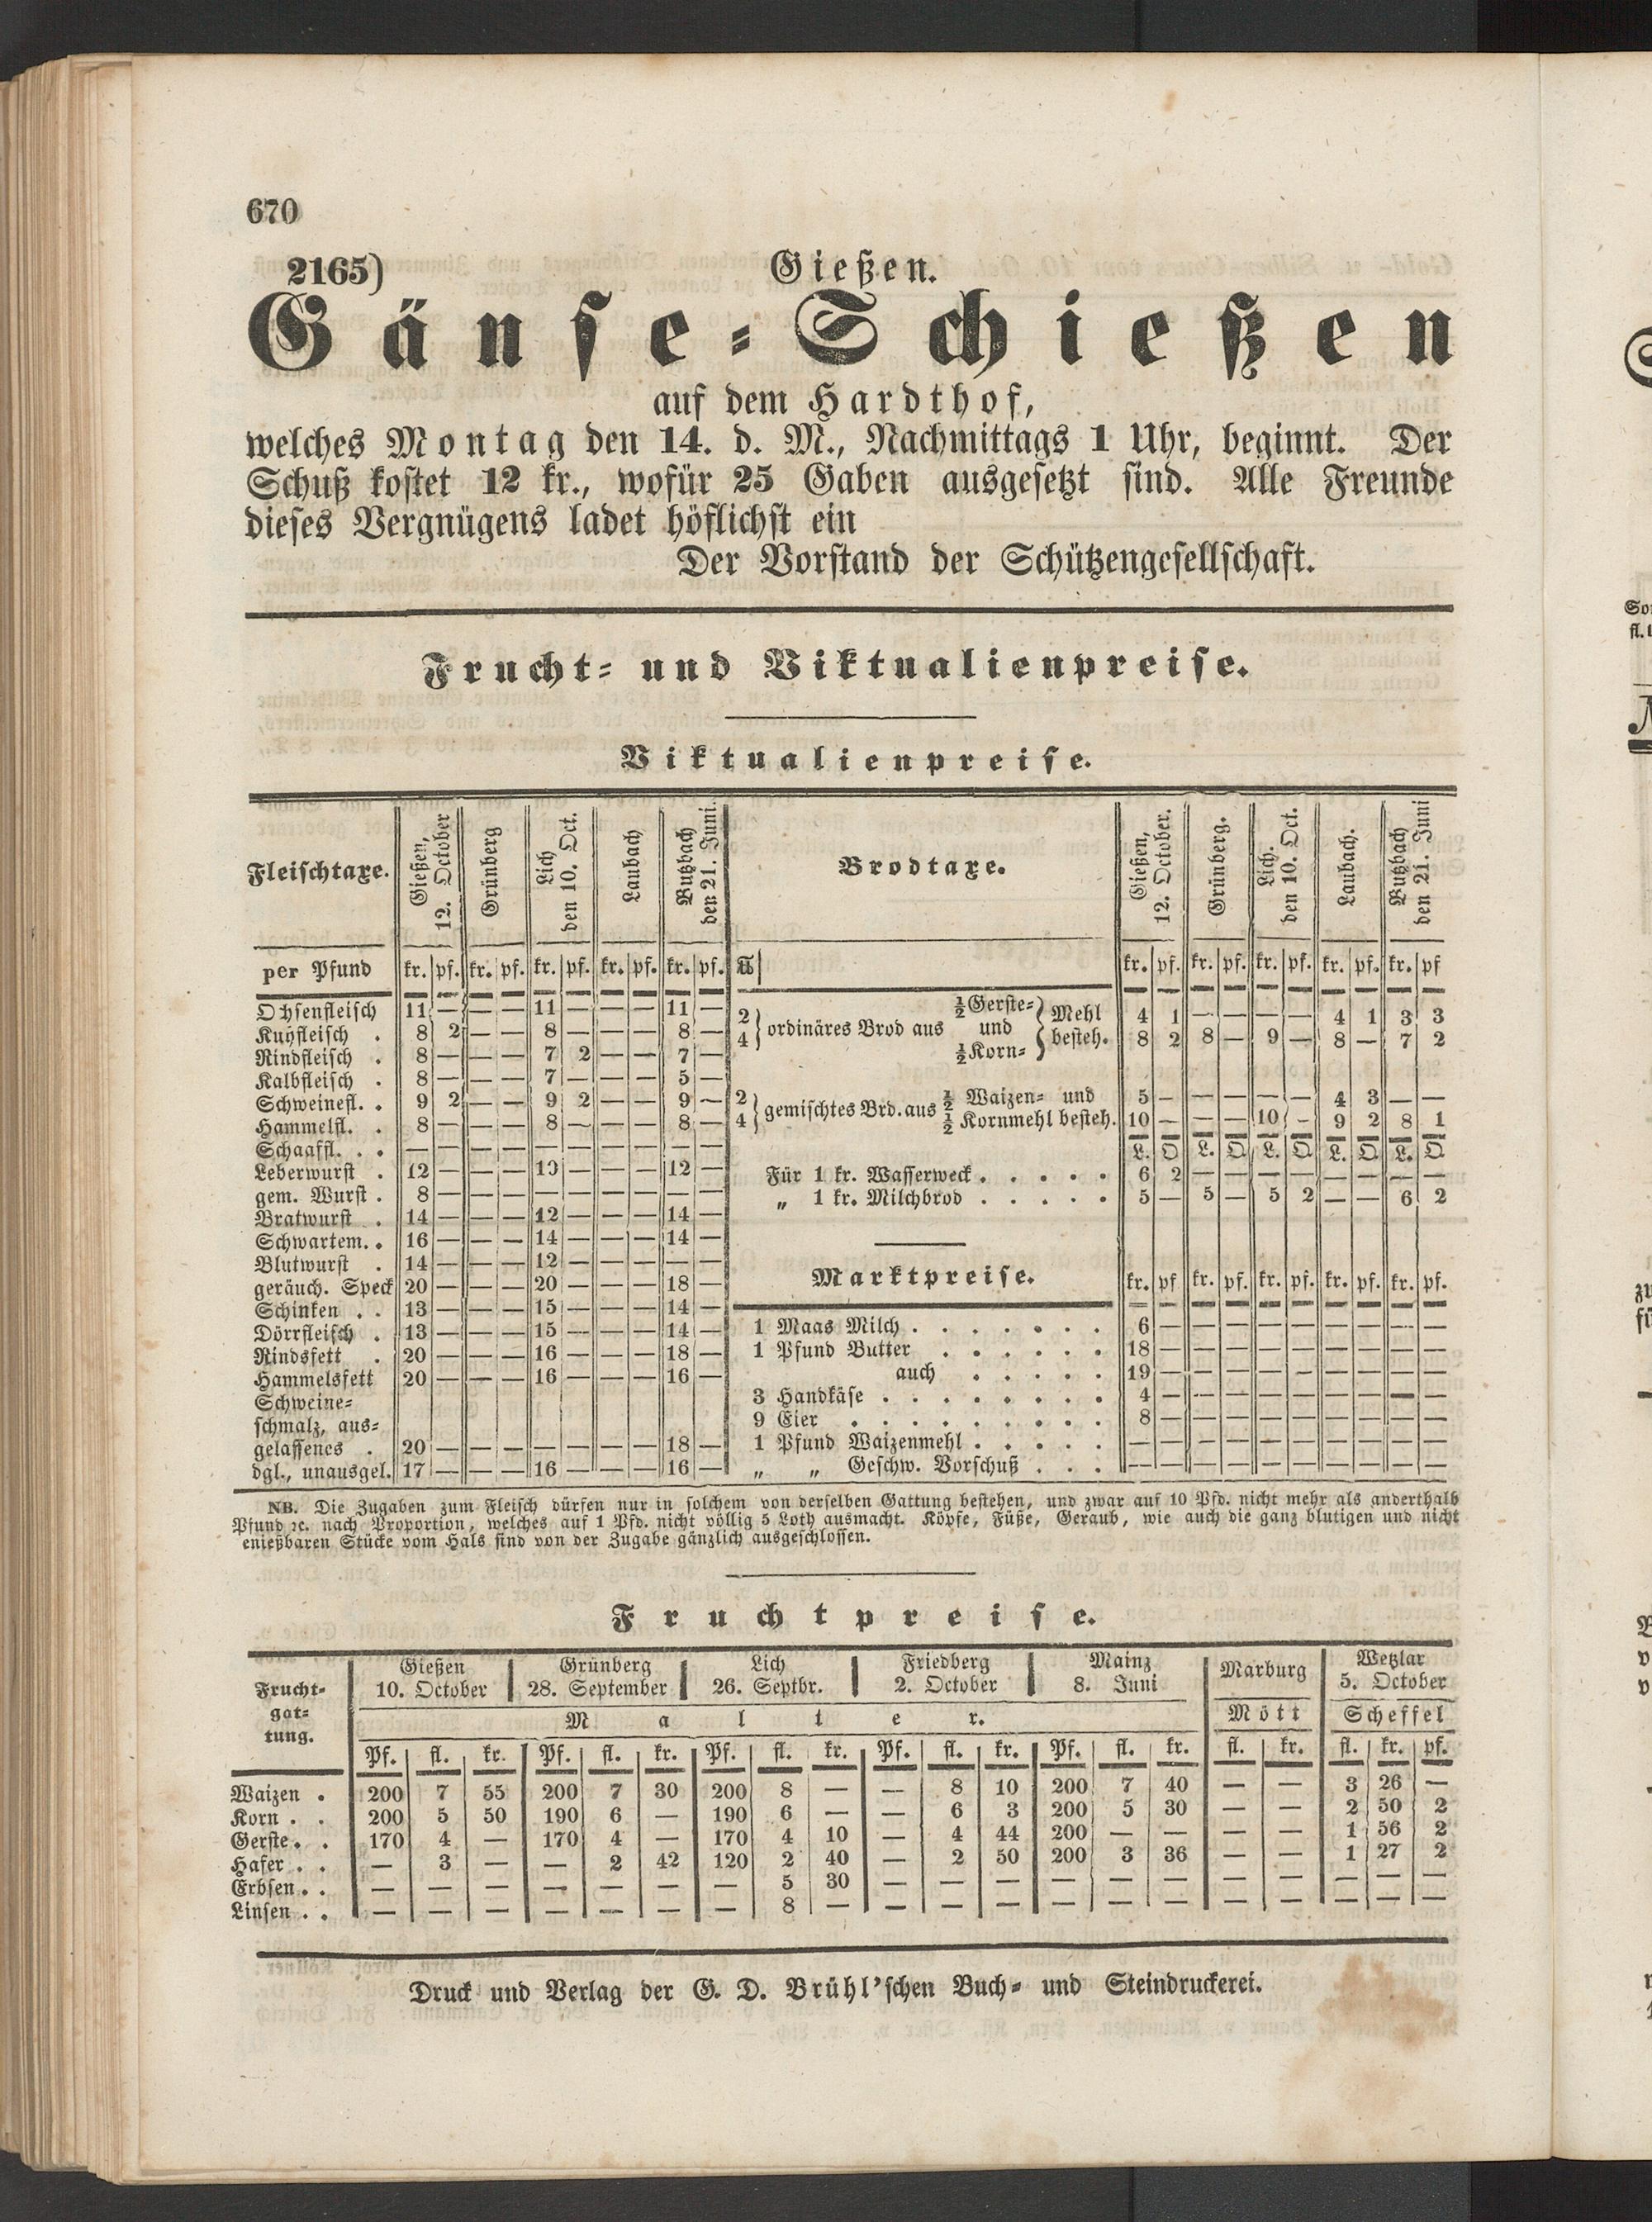 670
2165) Gießen.
Gänse-Schießen
auf dem Hardthof,
welches Montag den 14. d. M., Nachmittags 1 Uhr, beginnt. Der
Schuß kostet 12 kr., wofür 25 Gaben ausgesetzt sind. Alle Freunde
dieses Vergnügens ladet höflichst ein
Der Vorstand der Schützengesellschaft.
Frucht- und Viktualienpreise.
Viktualienpreise.
Fleischtaxe. Gießen, 12. October Grünberg Lich den 10. Oct. Laubach Butzbach den 21. Juni.
per Pfund kr. pf. kr. pf. kr. pf. kr. pf. kr. pf.
Ochsenfleisch 11 — — — 11 — — — 11 —
Kuhfleisch . 8 2 — — 8 — — — 8 —
Rindfleisch . 8 — — — 7 2 — — 7 —
Kalbfleisch . 8 — — — 7 — — — 5 —
Schweinefl. . 9 2 — — 9 2 — — 9 —
Hammelfl. . 8 — — — 8 — — — 8 —
Schaaffl. . . — — — — — — — — — —
Leberwurst . 12 — — — 10 — — — 12 —
gem. Wurst . 8 — — — — — — — — —
Bratwurst . 14 — — — 12 — — — 14 —
Schwartem. . 16 — — — 14 — — — 14 —
Blutwurst . 14 — — — 12 — — — — —
geräuch. Speck 20 — — — 20 — — — 18 —
Schinken . . 13 — — — 15 — — — 14 —
Dörrfleisch . 13 — — — 15 — — — 14 —
Rindsfett . 20 — — — 16 — — — 18 —
Hammelsfett 20 — — — 16 — — — 16 —
Schweine-
schmalz, aus-
gelassenes . 20 — — — — — — — 18 —
dgl., unausgel. 17 — — — 16 — — — 16 —
Brodtaxe. Gießen, 12. October. Grünberg. Lich. den 10. Oct. Laubach. Butzbach den 21. Juni
℔ kr. pf. kr. pf. kr. pf. kr. pf. kr. pf
½ Gerste- Mehl
2 ordinäres Brod aus und 4 1 — — — — 4 1 3 3
4 ½ Korn- besteh. 8 2 8 — 9 — 8 — 7 2
2 gemischtes Brd. aus ½ Waizen- und 5 — — — — — 4 3 — —
4 ½ Kornmehl besteh. 10 — — — 10 — 9 2 8 1
L. Q L. Q L. Q L. Q L. Q
Für 1 kr. Wasserweck . . . . . 6 2 — — — — — — — —
„ 1 kr. Milchbrod . . . . . 5 — 5 — 5 2 — — 6 2
Marktpreise. kr. pf kr. pf. kr. pf. kr. pf. kr. pf.
1 Maas Milch . . . . . . . 6 — — — — — — — — —
1 Pfund Butter . . . . . . 18 — — — — — — — — —
auch . . . . . 19 — — — — — — — — —
3 Handkäse . . . . . . . . 4 — — — — — — — — —
9 Eier . . . . . . . . . 8 — — — — — — — — —
1 Pfund Waizenmehl . . . . . — — — — — — — — — —
„ „ Geschw. Vorschuß . . . — — — — — — — — — —
NB. Die Zugaben zum Fleisch dürfen nur in solchem von derselben Gattung bestehen, und zwar auf 10 Pfd. nicht mehr als anderthalb
Pfund ꝛc. nach Proportion, welches auf 1 Pfd. nicht völlig 5 Loth ausmacht. Köpfe, Füße, Geraub, wie auch die ganz blutigen und nicht
enießbaren Stücke vom Hals sind von der Zugabe gänzlich ausgeschlossen.
Fruchtpreise.
Frucht-gat-tung. Gießen 10. October Grünberg 28. September Lich 26. Septbr. Friedberg 2. October Mainz 8. Juni Marburg Wetzlar 5. October
Malter. Mött Scheffel
Pf. fl. kr. Pf. fl. kr. Pf. fl. kr. Pf. fl. kr. Pf. fl. kr. fl. kr. fl. kr. pf.
Waizen . 200 7 55 200 7 30 200 8 — — 8 10 200 7 40 — — 3 26 —
Korn . . 200 5 50 190 6 — 190 6 — — 6 3 200 5 30 — — 2 50 2
Gerste . . 170 4 — 170 4 — 170 4 10 — 4 44 200 — — — — 1 56 2
Hafer . . — 3 — — 2 42 120 2 40 — 2 50 200 3 36 — — 1 27 2
Erbsen . . — — — — — — — 5 30 — — — — — — — — — — —
Linsen . . — — — — — — — 8 — — — — — — — — — — — —
Druck und Verlag der G. D. Brühl'schen Buch- und Steindruckerei.